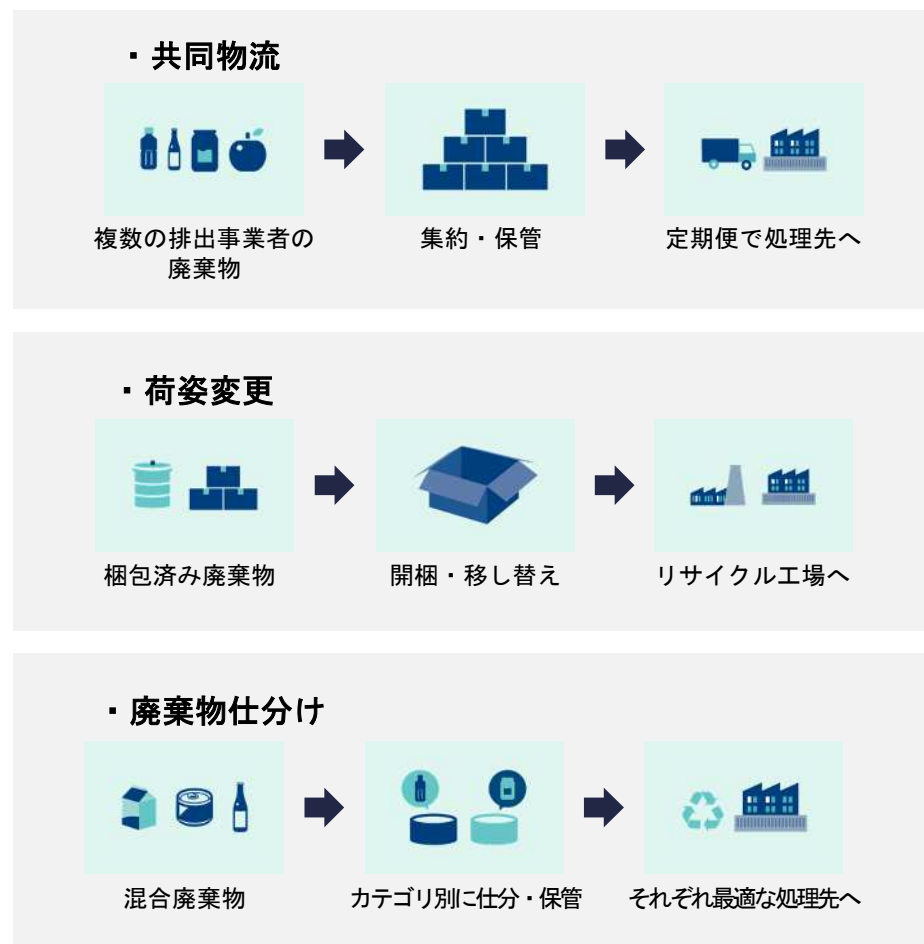 ・共同物流
複数の排出事業者の
廃棄物
集約・保管
定期便で処理先へ
・荷姿変更
梱包済み廃棄物
開梱・移し替え
リサイクル工場へ
・廃棄物仕分け
混合廃棄物
カテゴリ別に仕分・保管
それぞれ最適な処理先へ